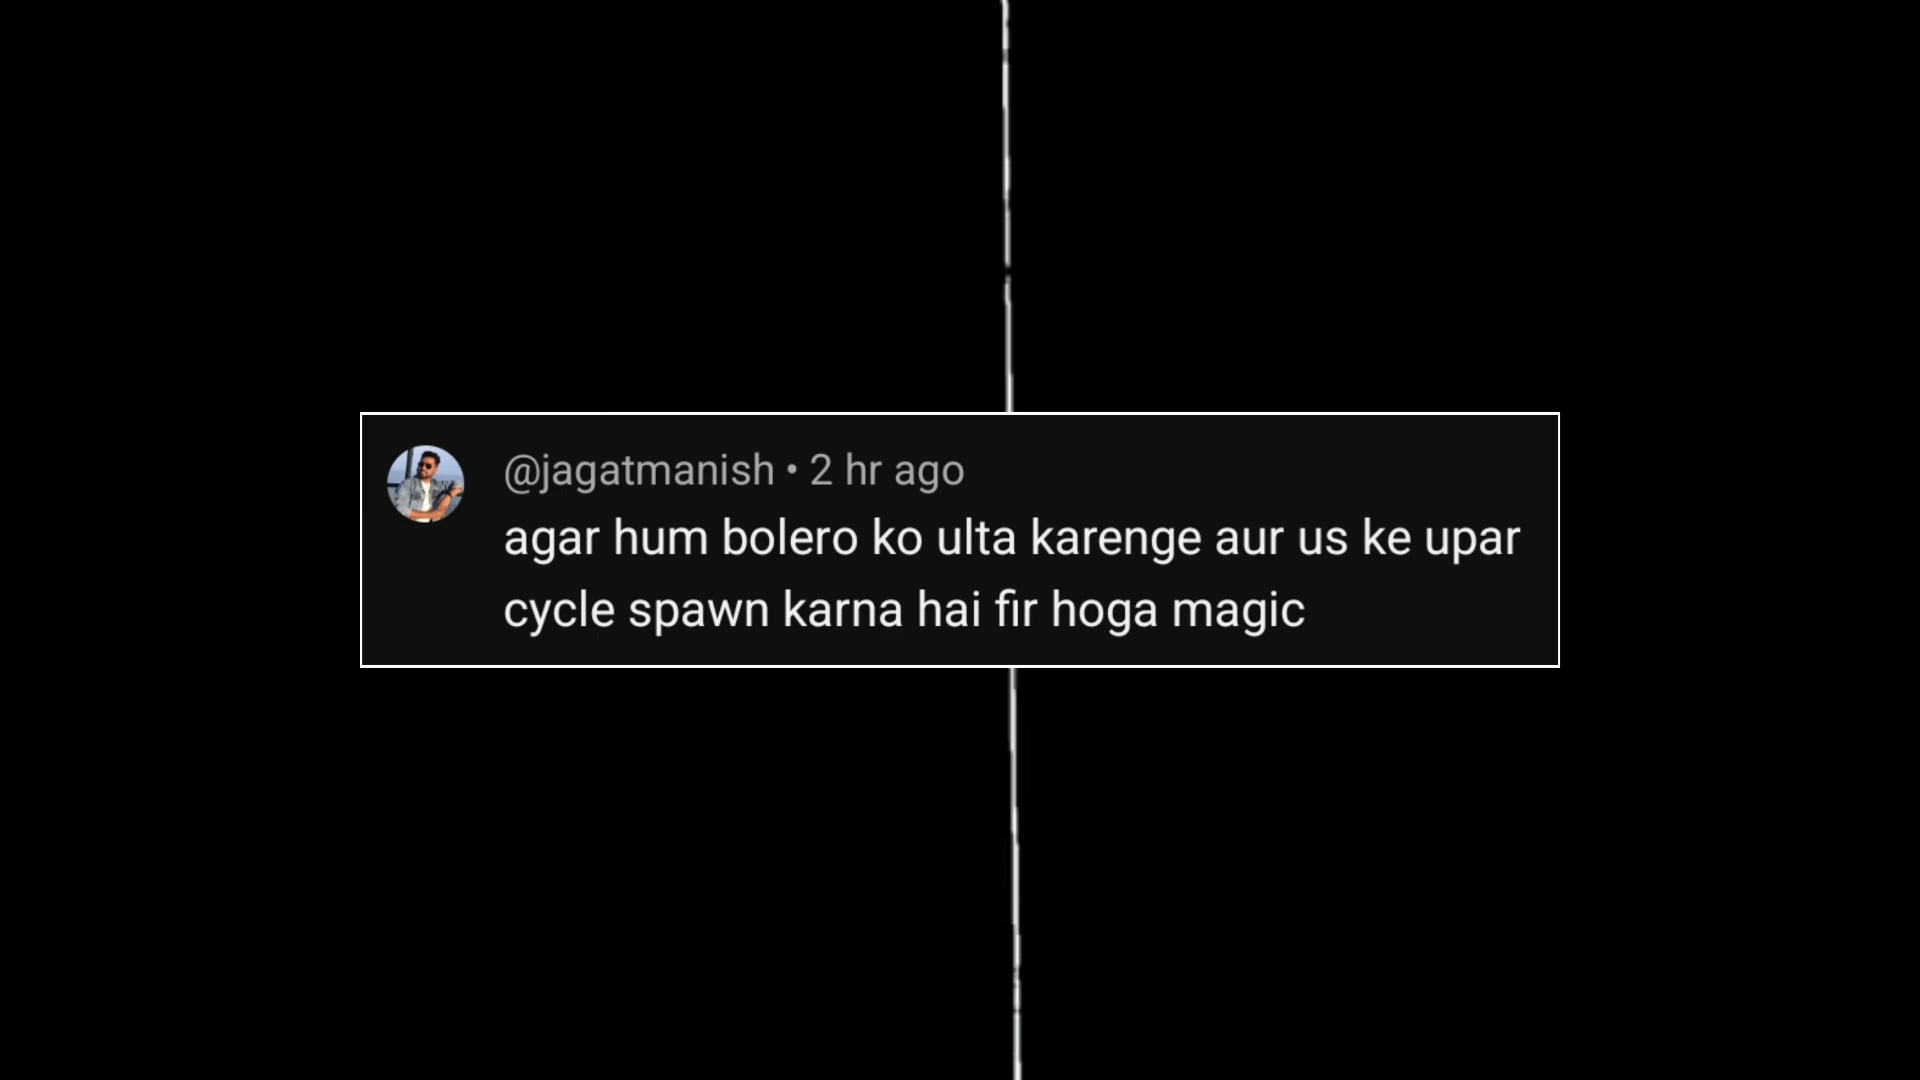 @jagatmanish • 2 hr ago
agar hum bolero ko ulta karenge aur us ke upar
cycle spawn karna hai fir hoga magic